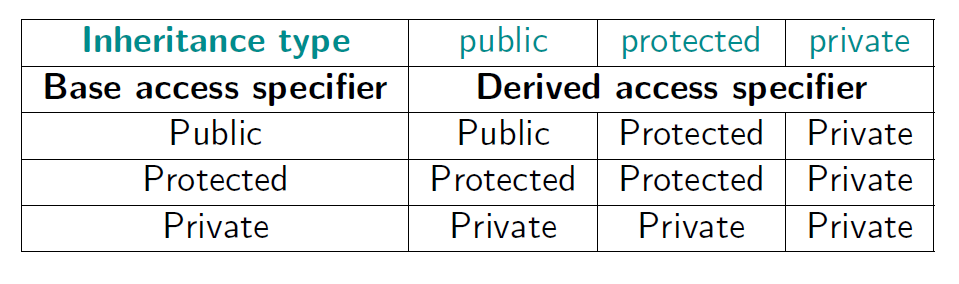 Inheritance type public protected private
Base access specifier Derived access specifier
Public Public Protected Private
Protected Protected Protected Private
Private Private Private Private